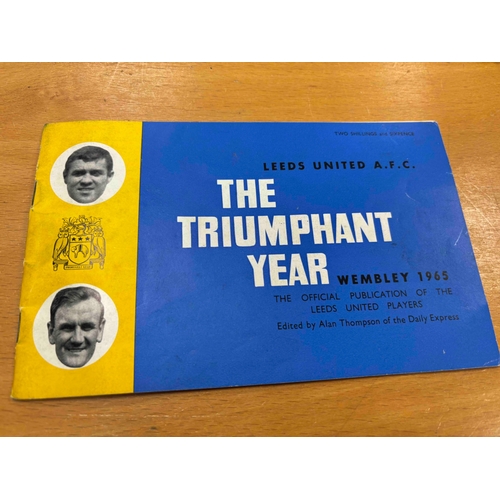 TWO SHILLINGS and SIXPENCE
LEEDS UNITED A.F.C.
THE
TRIUMPHANT
YEAR
WEMBLEY 1965
THE OFFICIAL PUBLICATION OF THE
LEEDS UNITED PLAYERS
Edited by Alan Thompson of the Daily Express